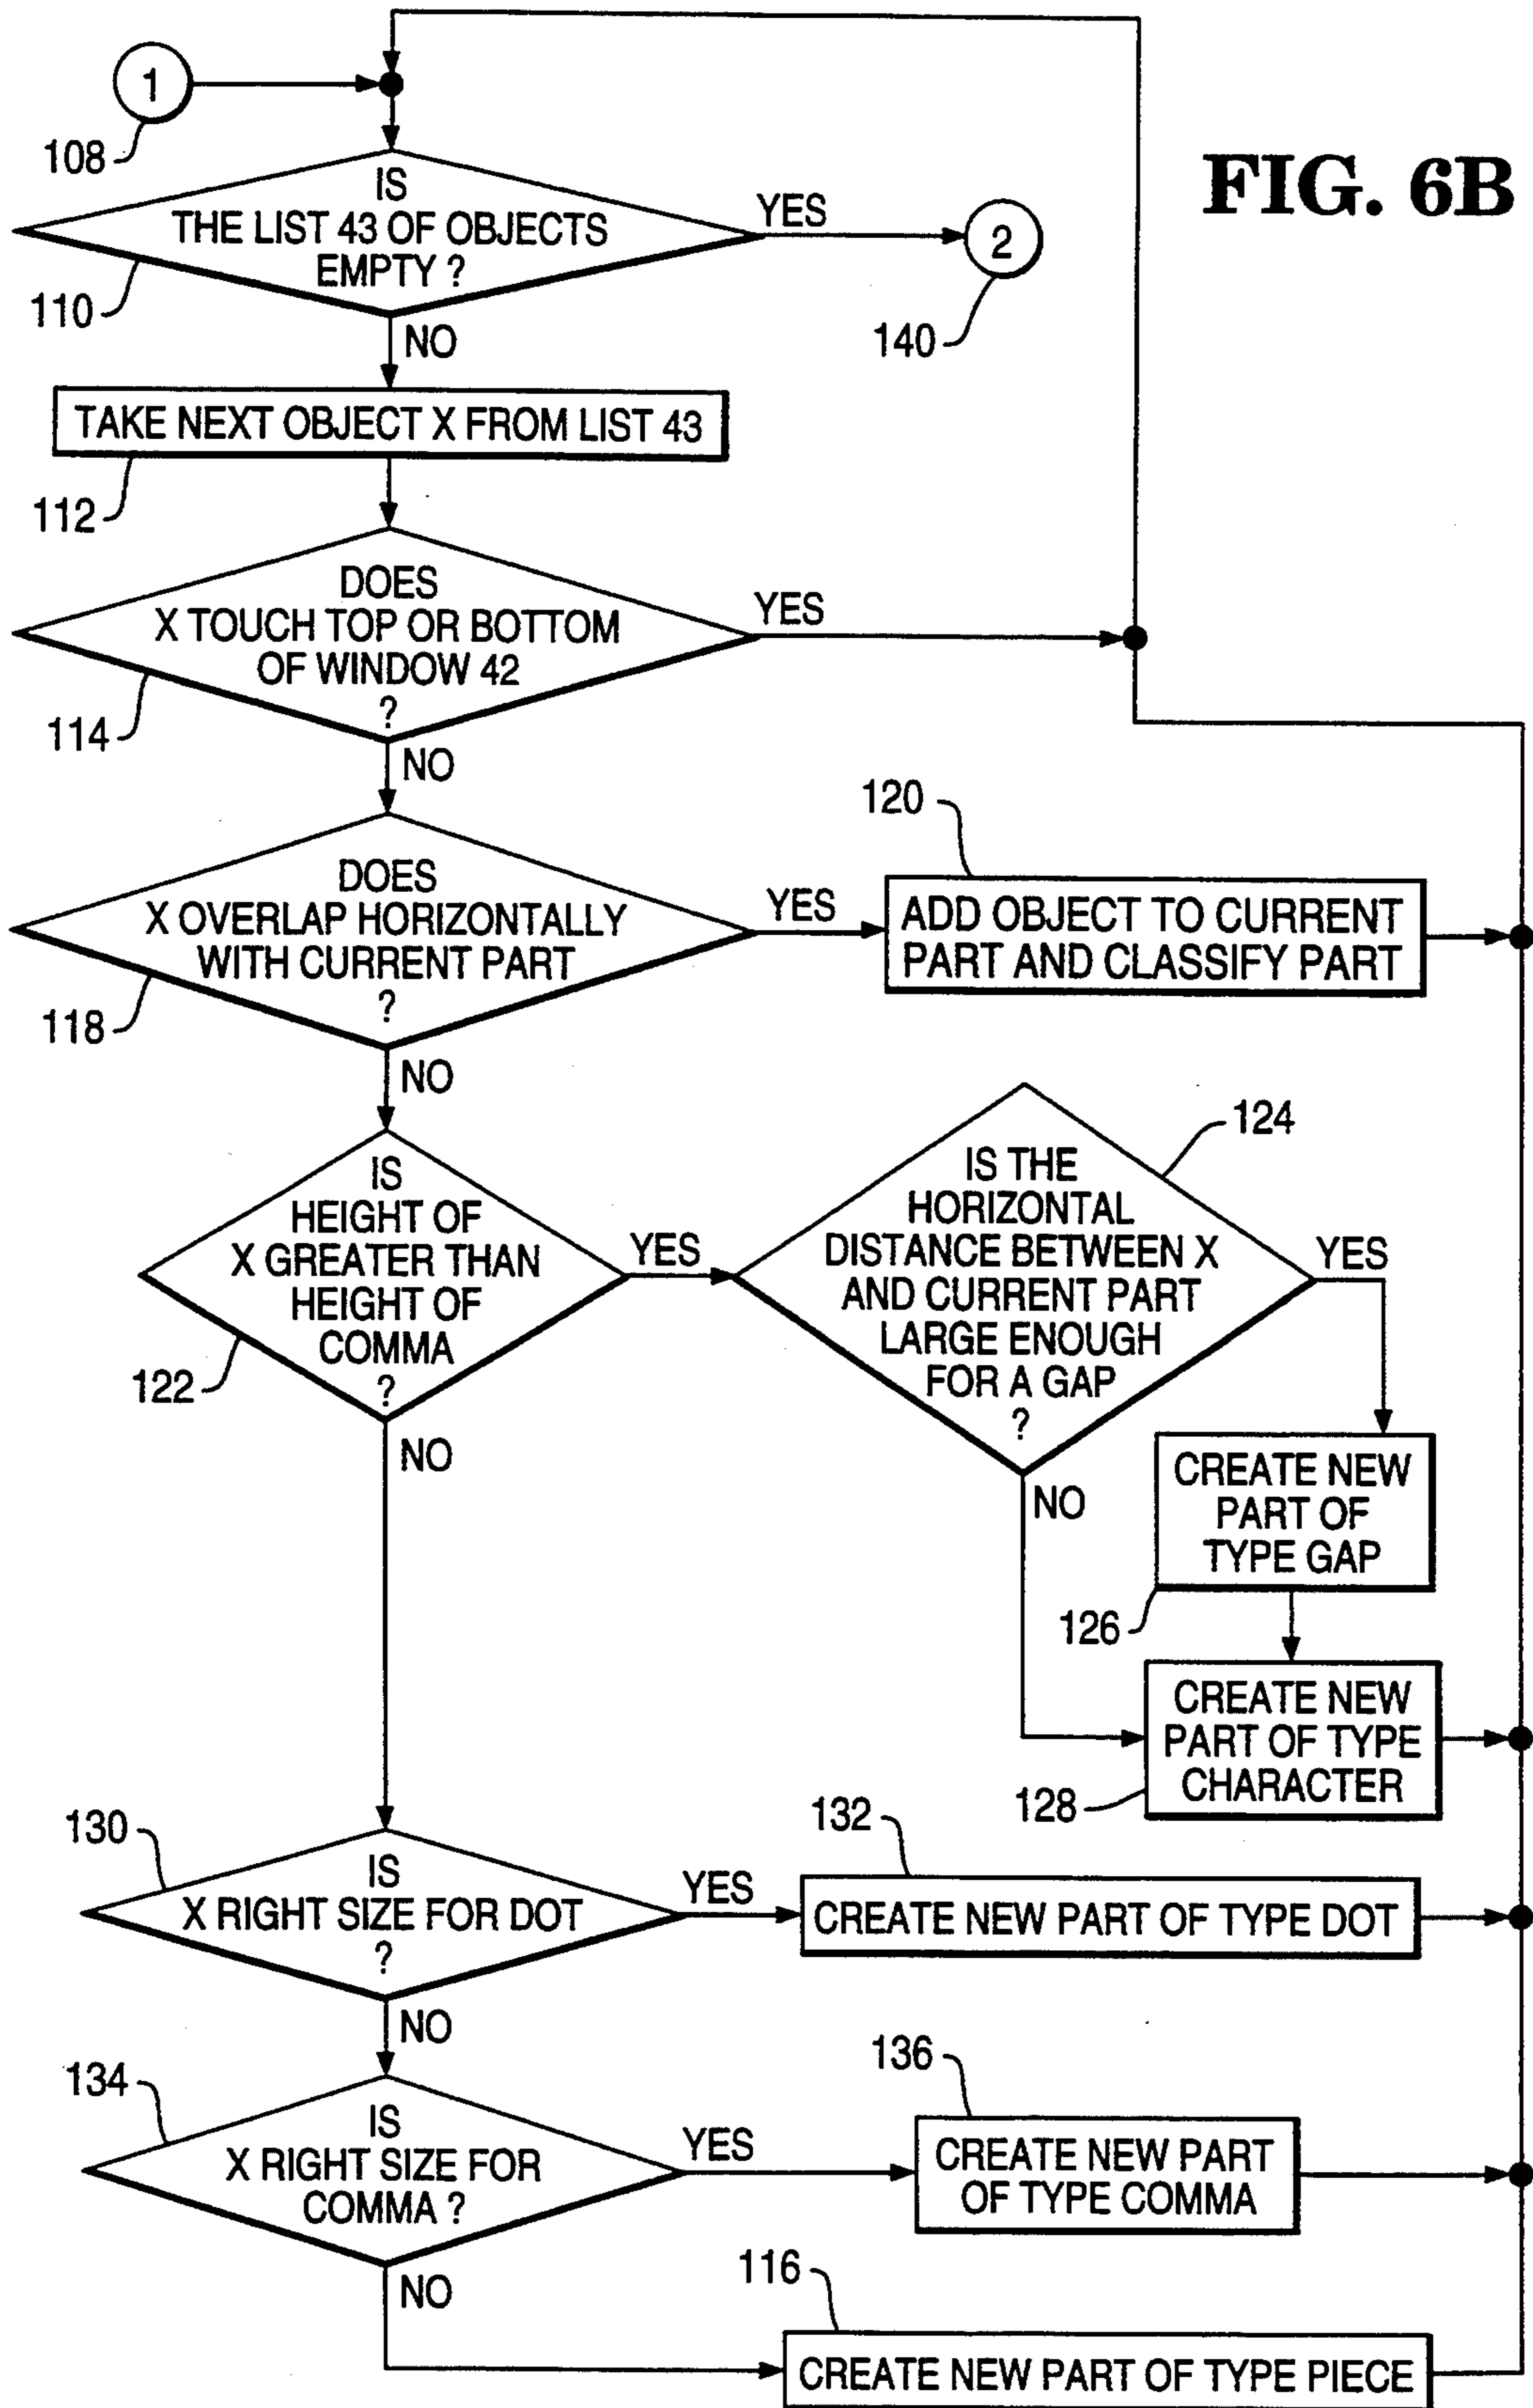 FIG. 6B
1
108
IS
THE LIST 43 OF OBJECTS
EMPTY ?
110
YES
2
140
NO
TAKE NEXT OBJECT X FROM LIST 43
112
DOES
X TOUCH TOP OR BOTTOM
OF WINDOW 42
?
114
YES
NO
DOES
X OVERLAP HORIZONTALLY
WITH CURRENT PART
?
118
YES
120
ADD OBJECT TO CURRENT
PART AND CLASSIFY PART
NO
IS
HEIGHT OF
X GREATER THAN
HEIGHT OF
COMMA
?
122
YES
124
IS THE
HORIZONTAL
DISTANCE BETWEEN X
AND CURRENT PART
LARGE ENOUGH
FOR A GAP
?
YES
NO
CREATE NEW
PART OF
TYPE GAP
126
CREATE NEW
PART OF TYPE
CHARACTER
128
NO
130
IS
X RIGHT SIZE FOR DOT
?
YES
132
CREATE NEW PART OF TYPE DOT
NO
134
IS
X RIGHT SIZE FOR
COMMA ?
YES
136
CREATE NEW PART
OF TYPE COMMA
NO
116
CREATE NEW PART OF TYPE PIECE